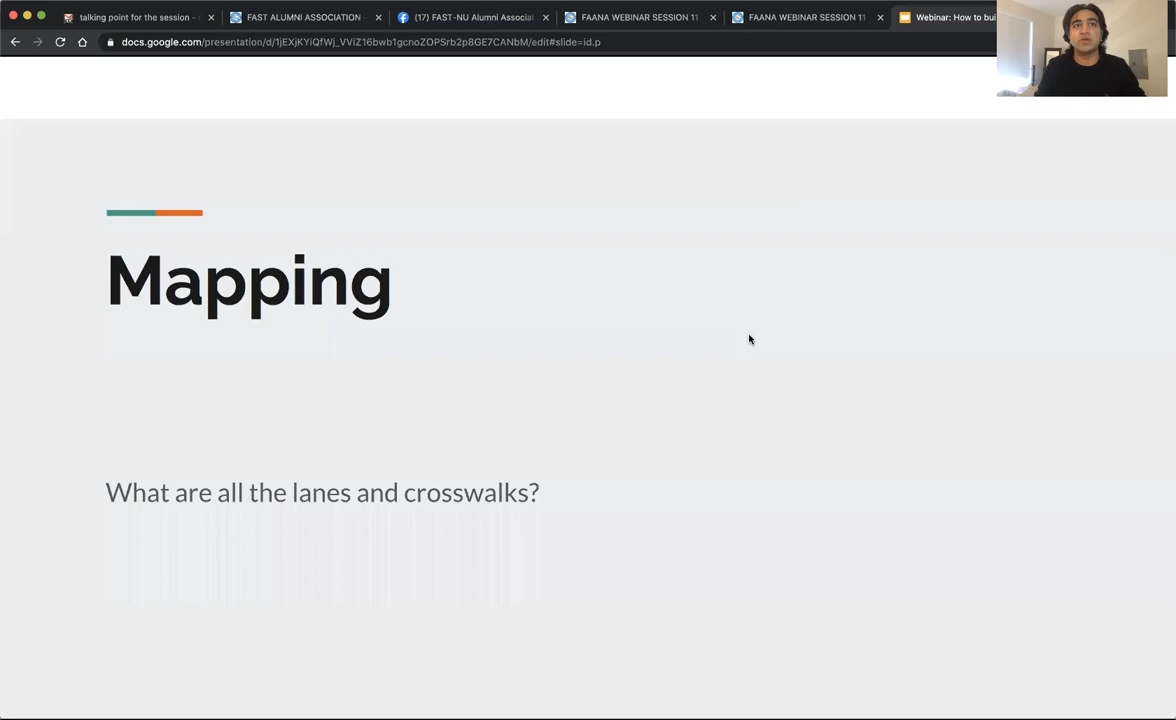 talking point for the session -
FAST ALUMNI ASSOCIATION
(17) FAST-NU Alumni Associat
FAANA WEBINAR SESSION 11
FAANA WEBINAR SESSION 11
Webinar: How to bui
docs.google.com/presentation/d/1jEXjKYiQfWj_VViZ16bwb1gcnoZOPSrb2p8GE7CANbM/edit#slide=id.p
Mapping
What are all the lanes and crosswalks?